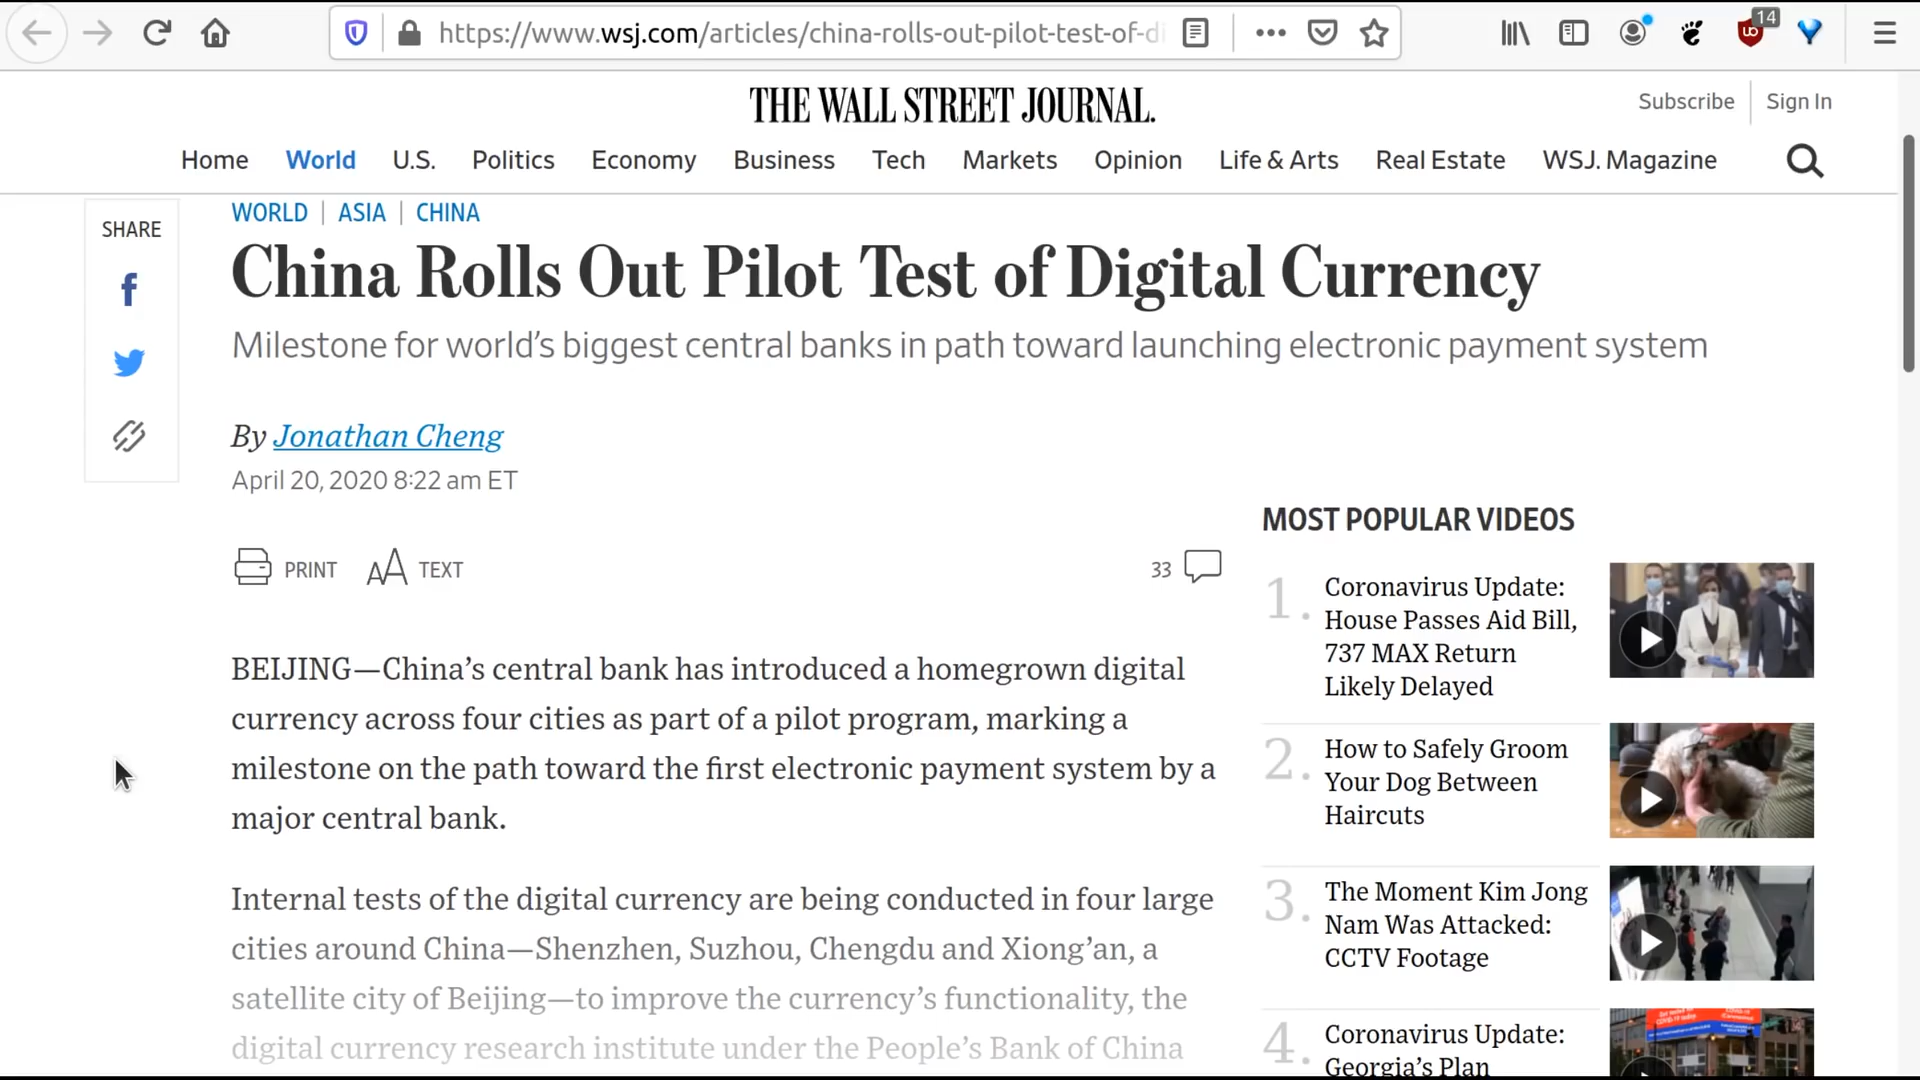 14
https://www.wsj.com/articles/china-rolls-out-pilot-test-of-di
THE WALL STREET JOURNAL.
Subscribe
Sign In
Home World U.S. Politics Economy Business Tech Markets Opinion Life & Arts Real Estate WSJ. Magazine
SHARE
WORLD | ASIA | CHINA
China Rolls Out Pilot Test of Digital Currency
Milestone for world’s biggest central banks in path toward launching electronic payment system
By Jonathan Cheng
April 20, 2020 8:22 am ET
PRINT
TEXT
33
BEIJING—China’s central bank has introduced a homegrown digital
currency across four cities as part of a pilot program, marking a
milestone on the path toward the first electronic payment system by a
major central bank.
Internal tests of the digital currency are being conducted in four large
cities around China—Shenzhen, Suzhou, Chengdu and Xiong’an, a
satellite city of Beijing—to improve the currency’s functionality, the
digital currency research institute under the People’s Bank of China
MOST POPULAR VIDEOS
1. Coronavirus Update:
House Passes Aid Bill,
737 MAX Return
Likely Delayed
2. How to Safely Groom
Your Dog Between
Haircuts
3. The Moment Kim Jong
Nam Was Attacked:
CCTV Footage
4. Coronavirus Update:
Georgia’s Plan